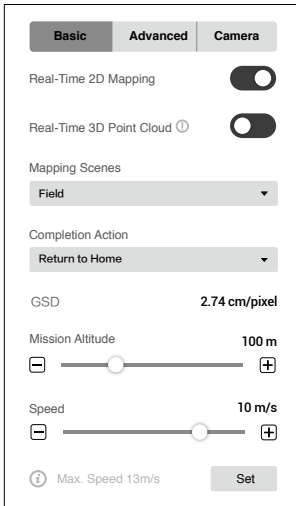 Basic Advanced Camera
Real-Time 2D Mapping
Real-Time 3D Point Cloud
Mapping Scenes
Field
Completion Action
Return to Home
GSD 2.74 cm/pixel
Mission Altitude 100 m
Speed 10 m/s
Max. Speed 13m/s Set